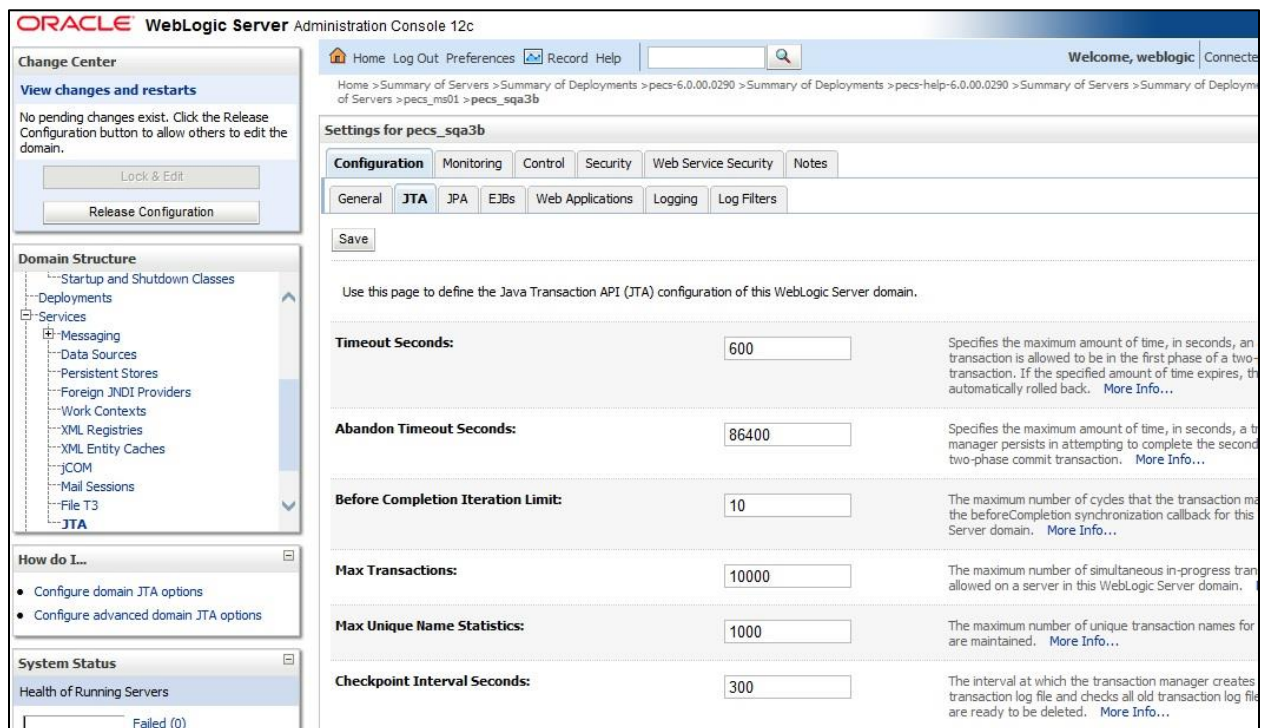 ORACLE WebLogic Server Administration Console 12c
Change Center
View changes and restarts
No pending changes exist. Click the Release
Configuration button to allow others to edit the
domain.
Lock & Edit
Release Configuration
Domain Structure
Startup and Shutdown Classes
Deployments
Services
Messaging
Data Sources
Persistent Stores
Foreign JNDI Providers
Work Contexts
XML Registries
XML Entity Caches
jCOM
Mail Sessions
File T3
JTA
How do I...
Configure domain JTA options
Configure advanced domain JTA options
System Status
Health of Running Servers
Failed (0)
Home Log Out Preferences Record Help
Welcome, weblogic Connecte
Home >Summary of Servers >Summary of Deployments >pecs-6.0.00.0290 >Summary of Deployments >pecs-help-6.0.00.0290 >Summary of Servers >Summary of Deployme
of Servers >pecs_ms01 >pecs_sqa3b
Settings for pecs_sqa3b
Configuration Monitoring Control Security Web Service Security Notes
General JTA JPA EJBs Web Applications Logging Log Filters
Save
Use this page to define the Java Transaction API (JTA) configuration of this WebLogic Server domain.
Timeout Seconds:
600
Specifies the maximum amount of time, in seconds, an
transaction is allowed to be in the first phase of a two-
transaction. If the specified amount of time expires, th
automatically rolled back. More Info...
Abandon Timeout Seconds:
86400
Specifies the maximum amount of time, in seconds, a tr
manager persists in attempting to complete the second
two-phase commit transaction. More Info...
Before Completion Iteration Limit:
10
The maximum number of cycles that the transaction ma
the beforeCompletion synchronization callback for this
Server domain. More Info...
Max Transactions:
10000
The maximum number of simultaneous in-progress tran
allowed on a server in this WebLogic Server domain.
Max Unique Name Statistics:
1000
The maximum number of unique transaction names for
are maintained. More Info...
Checkpoint Interval Seconds:
300
The interval at which the transaction manager creates
transaction log file and checks all old transaction log file
are ready to be deleted. More Info...